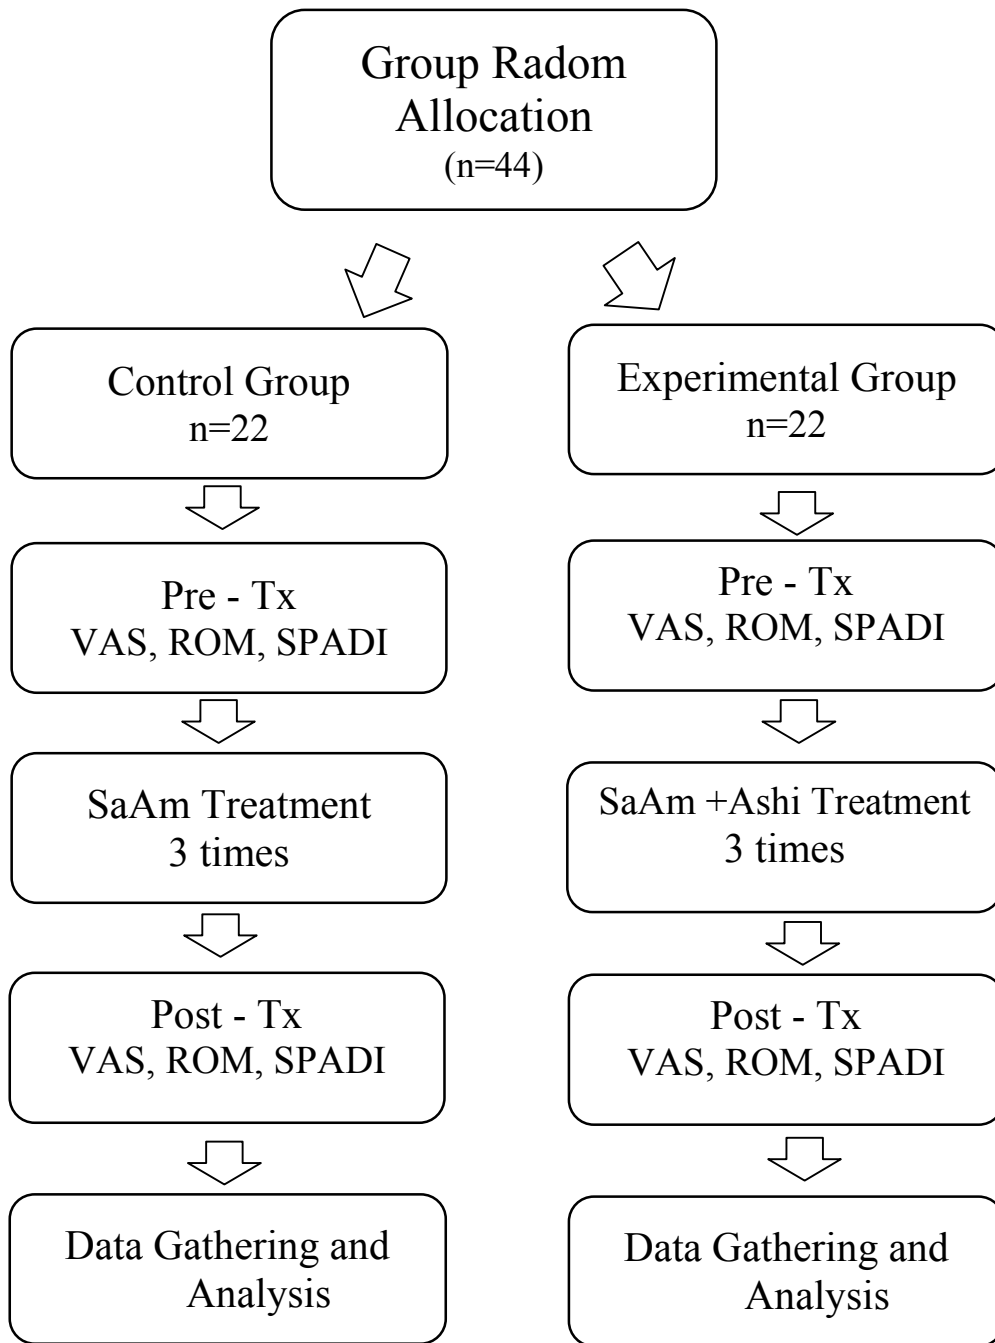 Group Radom
Allocation
(n=44)
Control Group
n=22
Experimental Group
n=22
Pre - Tx
VAS, ROM, SPADI
Pre - Tx
VAS, ROM, SPADI
SaAm Treatment
3 times
SaAm +Ashi Treatment
3 times
Post - Tx
VAS, ROM, SPADI
Post - Tx
VAS, ROM, SPADI
Data Gathering and
Analysis
Data Gathering and
Analysis